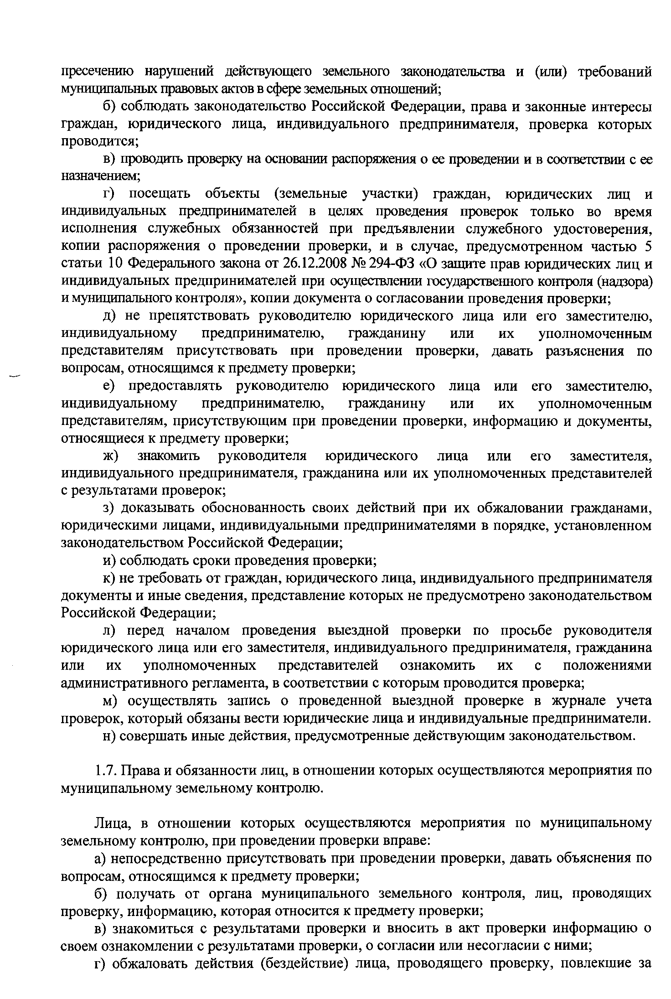 пресечению нарушений действующего земельного законодательства и (или) требований
муниципальных правовых актов в сфере земельных отношений;
б) соблюдать законодательство Российской Федерации, права и законные интересы
граждан, юридического лица, индивидуального предпринимателя, проверка которых
проводится;
в) проводить проверку на основании распоряжения о ее проведении и в соответствии с ее
назначением;
г) посещать объекты (земельные участки) граждан, юридических лиц и
индивидуальных предпринимателей в целях проведения проверок только во время
исполнения служебных обязанностей при предъявлении служебного удостоверения,
копии распоряжения о проведении проверки, и в случае, предусмотренном частью 5
статьи 10 Федерального закона от 26.12.2008 № 294-ФЗ «О защите прав юридических лиц и
индивидуальных предпринимателей при осуществлении государственного контроля (надзора)
и муниципального контроля», копии документа о согласовании проведения проверки;
д) не препятствовать руководителю юридического лица или его заместителю,
индивидуальному предпринимателю, гражданину или их уполномоченным
представителям присутствовать при проведении проверки, давать разъяснения по
вопросам, относящимся к предмету проверки;
е) предоставлять руководителю юридического лица или его заместителю,
индивидуальному предпринимателю, гражданину или их уполномоченным
представителям, присутствующим при проведении проверки, информацию и документы,
относящиеся к предмету проверки;
ж) знакомить руководителя юридического лица или его заместителя,
индивидуального предпринимателя, гражданина или их уполномоченных представителей
с результатами проверок;
з) доказывать обоснованность своих действий при их обжаловании гражданами,
юридическими лицами, индивидуальными предпринимателями в порядке, установленном
законодательством Российской Федерации;
и) соблюдать сроки проведения проверки;
к) не требовать от граждан, юридического лица, индивидуального предпринимателя
документы и иные сведения, представление которых не предусмотрено законодательством
Российской Федерации;
л) перед началом проведения выездной проверки по просьбе руководителя
юридического лица или его заместителя, индивидуального предпринимателя, гражданина
или их уполномоченных представителей ознакомить их с положениями
административного регламента, в соответствии с которым проводится проверка;
м) осуществлять запись о проведенной выездной проверке в журнале учета
проверок, который обязаны вести юридические лица и индивидуальные предприниматели.
н) совершать иные действия, предусмотренные действующим законодательством.
1.7. Права и обязанности лиц, в отношении которых осуществляются мероприятия по
муниципальному земельному контролю.
Лица, в отношении которых осуществляются мероприятия по муниципальному
земельному контролю, при проведении проверки вправе:
а) непосредственно присутствовать при проведении проверки, давать объяснения по
вопросам, относящимся к предмету проверки;
б) получать от органа муниципального земельного контроля, лиц, проводящих
проверку, информацию, которая относится к предмету проверки;
в) знакомиться с результатами проверки и вносить в акт проверки информацию о
своем ознакомлении с результатами проверки, о согласии или несогласии с ними;
г) обжаловать действия (бездействие) лица, проводящего проверку, повлекшие за